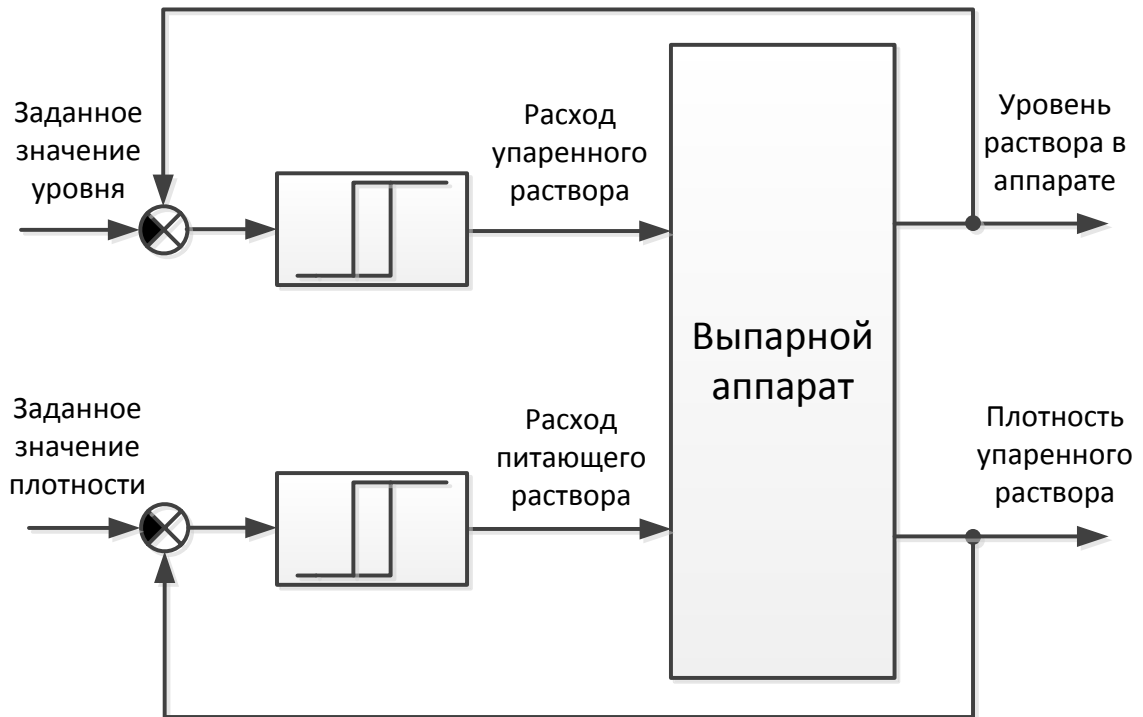 Заданное
значение
уровня
Расход
упаренного
раствора
Уровень
раствора в
аппарате
Выпарной
аппарат
Заданное
значение
плотности
Расход
питающего
раствора
Плотность
упаренного
раствора